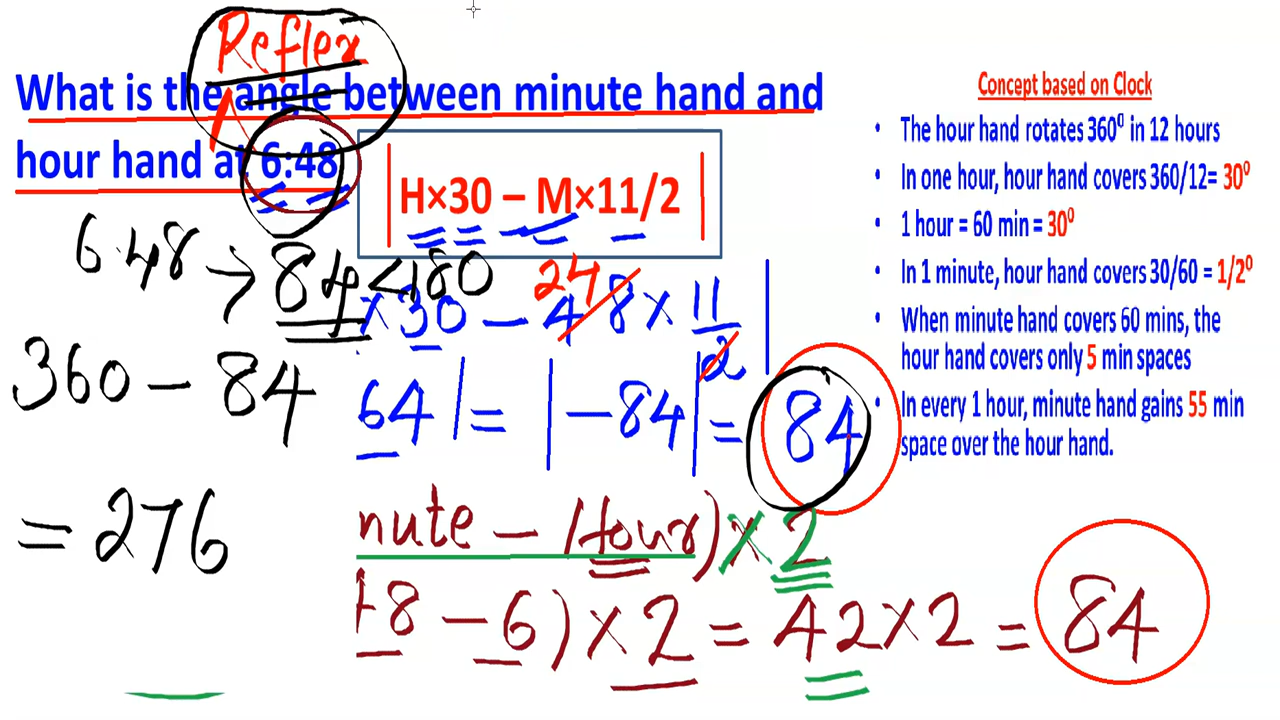 Reflex
What is the angle between minute hand and
hour hand at 6:48
|H×30 – M×11/2|
6.48 → 84 < 180
×30 – 48 × 11/2 |
24
360 – 84
64| = |–84| = 84
= 276
nute – Hour) × 2
8 – 6) × 2 = 42 × 2 = 84
Concept based on Clock
• The hour hand rotates 360⁰ in 12 hours
• In one hour, hour hand covers 360/12= 30⁰
• 1 hour = 60 min = 30⁰
• In 1 minute, hour hand covers 30/60 = 1/2⁰
• When minute hand covers 60 mins, the
hour hand covers only 5 min spaces
• In every 1 hour, minute hand gains 55 min
space over the hour hand.